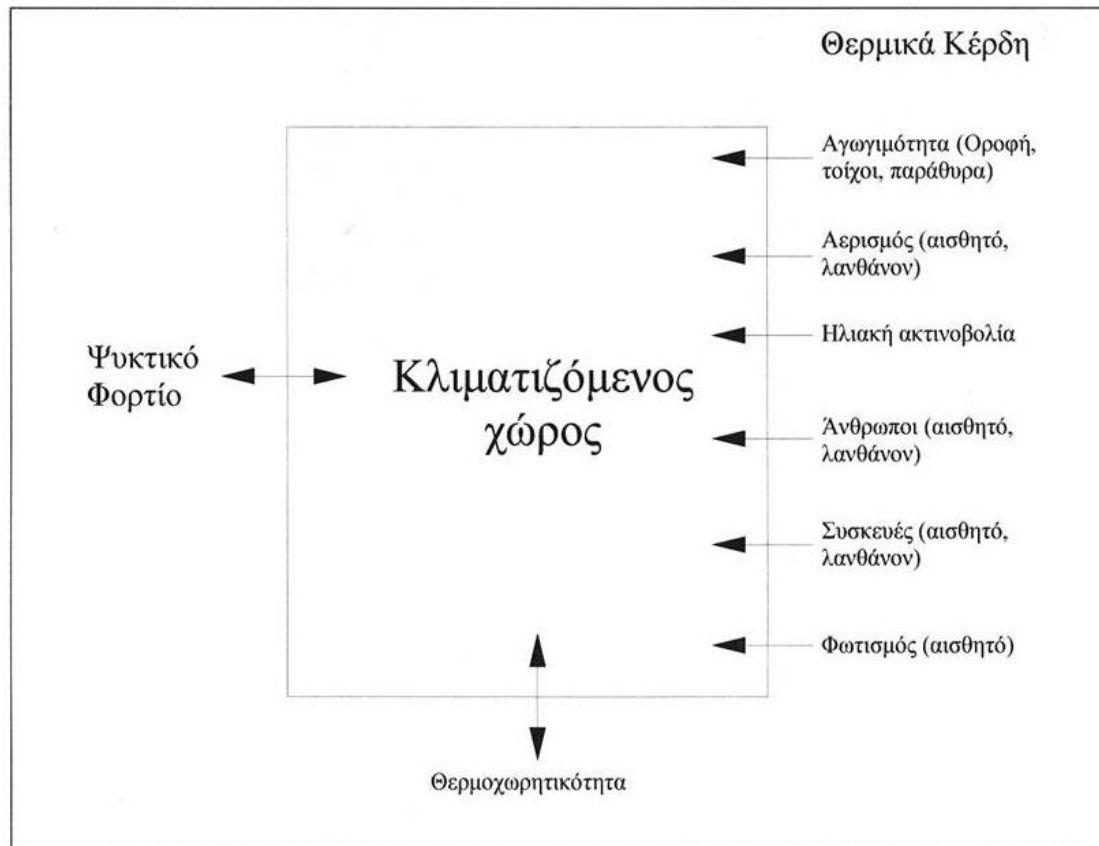 Θερμικά Κέρδη
Αγωγιμότητα (Οροφή,
τοίχοι, παράθυρα)
Αερισμός (αισθητό,
λανθάνον)
Ηλιακή ακτινοβολία
Ψυκτικό
Φορτίο
Κλιματιζόμενος
χώρος
Άνθρωποι (αισθητό,
λανθάνον)
Συσκευές (αισθητό,
λανθάνον)
Φωτισμός (αισθητό)
Θερμοχωρητικότητα